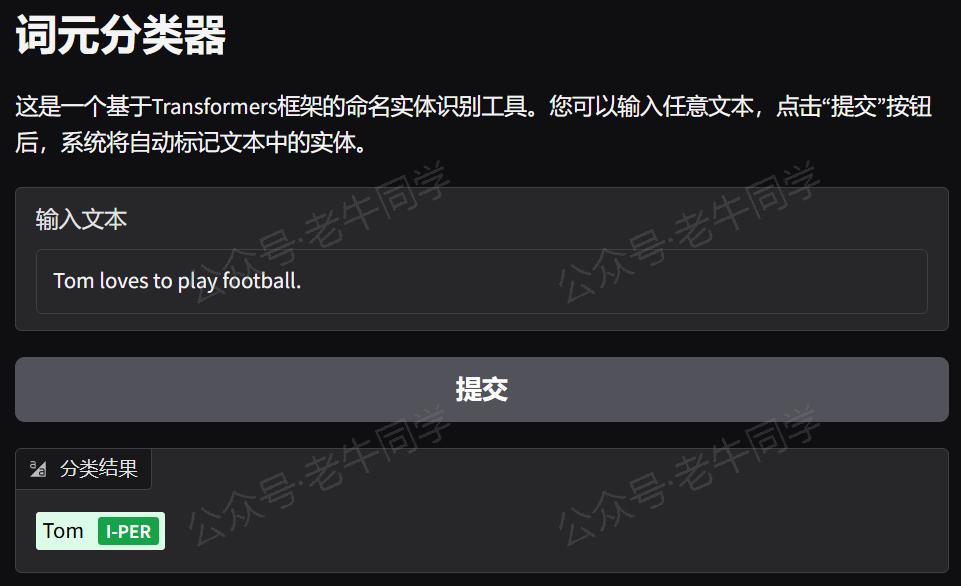 词元分类器
这是一个基于Transformers框架的命名实体识别工具。您可以输入任意文本，点击“提交”按钮
后，系统将自动标记文本中的实体。
输入文本
Tom loves to play football.
提交
分类结果
Tom I-PER
公众号·老牛同学
公众号·老牛同学
公众号·老牛同学
公众号·老牛同学